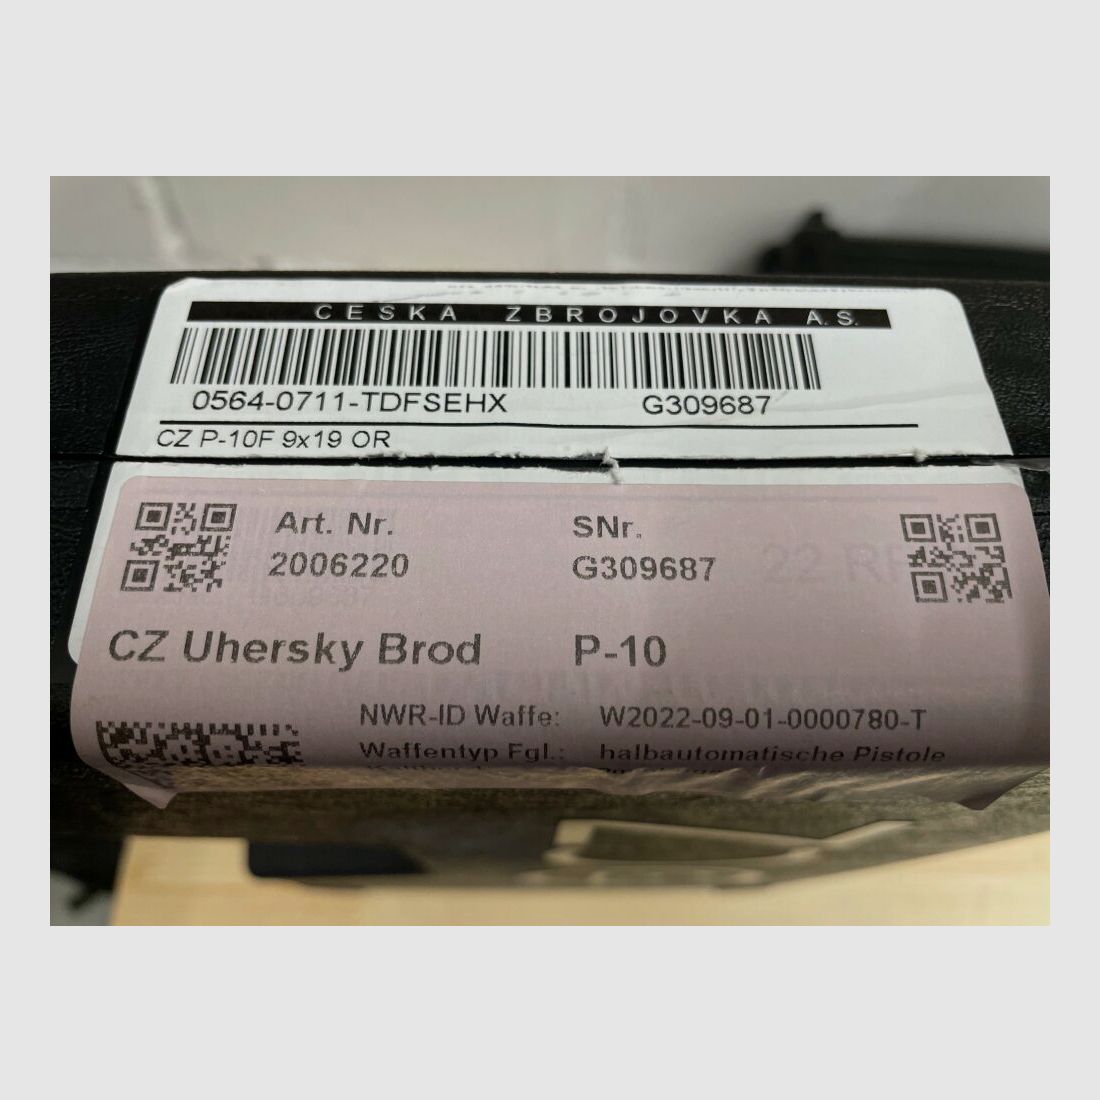 CESKA ZBROJOVKA A.S.
0564-0711-TDFSEHX G309687
CZ P-10F 9x19 OR
Art. Nr. SNr.
2006220 G309687
CZ Uhersky Brod P-10
NWR-ID Waffe: W2022-09-01-0000780-T
Waffentyp Fgl.: halbautomatische Pistole